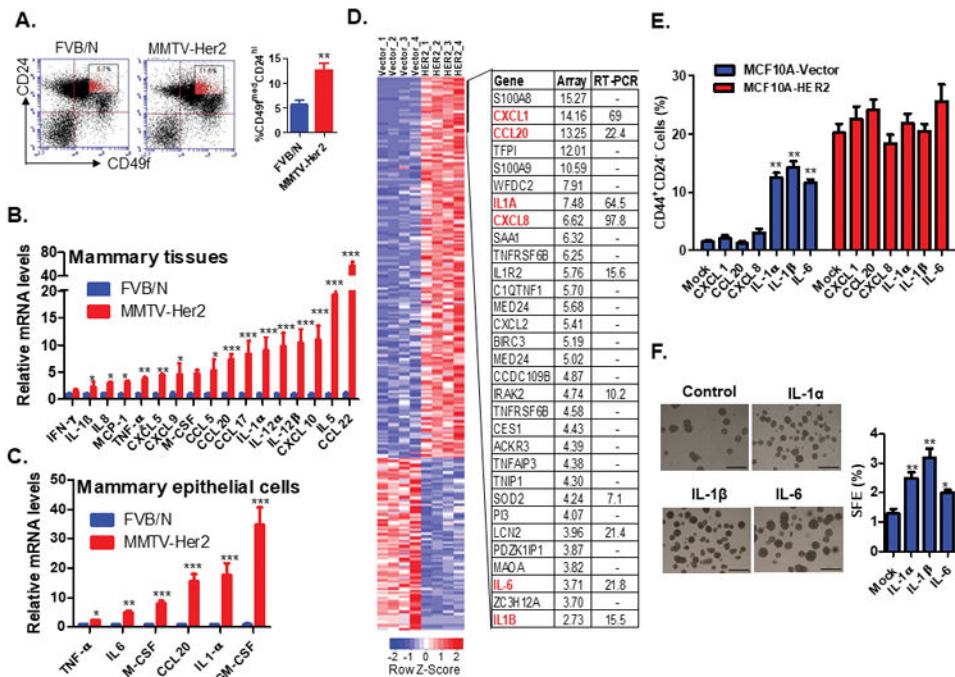 A.
FVB/N
MMTV-Her2
CD24
5.7%
11.6%
CD49f
%CD49f^med CD24^hi
15
10
5
0
**
FVB/N
MMTV-Her2
B.
Mammary tissues
FVB/N
MMTV-Her2
Relative mRNA levels
80
40
20
15
10
5
0
* * * ** ** * * *** *** *** *** *** *** *** ***
IFN-γ
IL-1ß
IL8
MCP-1
TNF-α
CXCL5
CXCL9
M-CSF
CCL5
CCL20
CCL17
IL-1α
IL-12α
IL-12β
CXCL10
IL5
CCL22
C.
Mammary epithelial cells
FVB/N
MMTV-Her2
Relative mRNA levels
50
40
30
20
10
0
* ** *** *** *** ***
TNF-α
IL6
M-CSF
CCL20
IL1-α
D.
Vector_1
Vector_2
Vector_3
Vector_4
HER2_1
HER2_2
HER2_3
HER2_4
-2 -1 0 1 2
Row Z-Score
Gene Array RT-PCR
S100A8 15.27 -
CXCL1 14.16 69
CCL20 13.25 22.4
TFPI 12.01 -
S100A9 10.59 -
WFDC2 7.91 -
IL1A 7.48 64.5
CXCL8 6.62 97.8
SAA1 6.32 -
TNFRSF6B 6.25 -
IL1R2 5.76 15.6
C1QTNF1 5.70 -
MED24 5.68 -
CXCL2 5.41 -
BIRC3 5.19 -
MED24 5.02 -
CCDC109B 4.87 -
IRAK2 4.74 10.2
TNFRSF6B 4.58 -
CES1 4.43 -
ACKR3 4.39 -
TNFAIP3 4.38 -
TNIP1 4.30 -
SOD2 4.24 7.1
PI3 4.07 -
LCN2 3.96 21.4
PDZK1IP1 3.87 -
MAOA 3.82 -
IL-6 3.71 21.8
ZC3H12A 3.70 -
IL1B 2.73 15.5
E.
MCF10A-Vector
MCF10A-HER2
CD44⁺CD24⁻ Cells (%)
30
20
10
0
** ** **
Mock
CXCL1
CCL20
CXCL8
IL-1α
IL-1β
IL-6
Mock
CXCL1
CCL20
CXCL8
IL-1α
IL-1β
IL-6
F.
Control
IL-1α
IL-1β
IL-6
SFE (%)
4
3
2
1
0
** ** *
Mock
IL-1α
IL-1β
IL-6